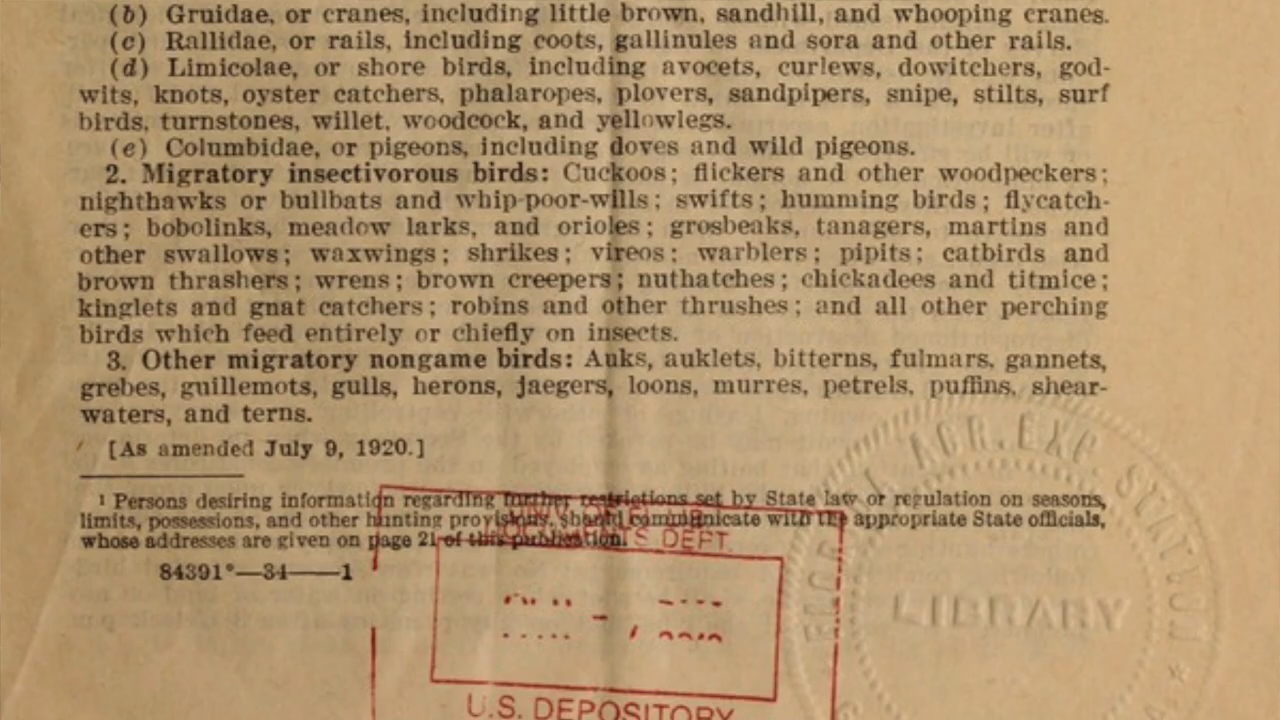 (b) Gruidae, or cranes, including little brown, sandhill, and whooping cranes.
(c) Rallidae, or rails, including coots, gallinules and sora and other rails.
(d) Limicolae, or shore birds, including avocets, curlews, dowitchers, god-
wits, knots, oyster catchers, phalaropes, plovers, sandpipers, snipe, stilts, surf
birds, turnstones, willet, woodcock, and yellowlegs.
(e) Columbidae, or pigeons, including doves and wild pigeons.
2. Migratory insectivorous birds: Cuckoos; flickers and other woodpeckers;
nighthawks or bullbats and whip-poor-wills; swifts; humming birds; flycatch-
ers; bobolinks, meadow larks, and orioles; grosbeaks, tanagers, martins and
other swallows; waxwings; shrikes; vireos; warblers; pipits; catbirds and
brown thrashers; wrens; brown creepers; nuthatches; chickadees and titmice;
kinglets and gnat catchers; robins and other thrushes; and all other perching
birds which feed entirely or chiefly on insects.
3. Other migratory nongame birds: Auks, auklets, bitterns, fulmars, gannets,
grebes, guillemots, gulls, herons, jaegers, loons, murres, petrels, puffins, shear-
waters, and terns.
[As amended July 9, 1920.]
¹ Persons desiring information regarding further restrictions set by State law or regulation on seasons,
limits, possessions, and other hunting provisions, should communicate with the appropriate State officials,
whose addresses are given on page 21 of this publication.
84391°—34——1
DEPT.
U.S. DEPOSITORY
AGR. EXP. STATION
LIBRARY